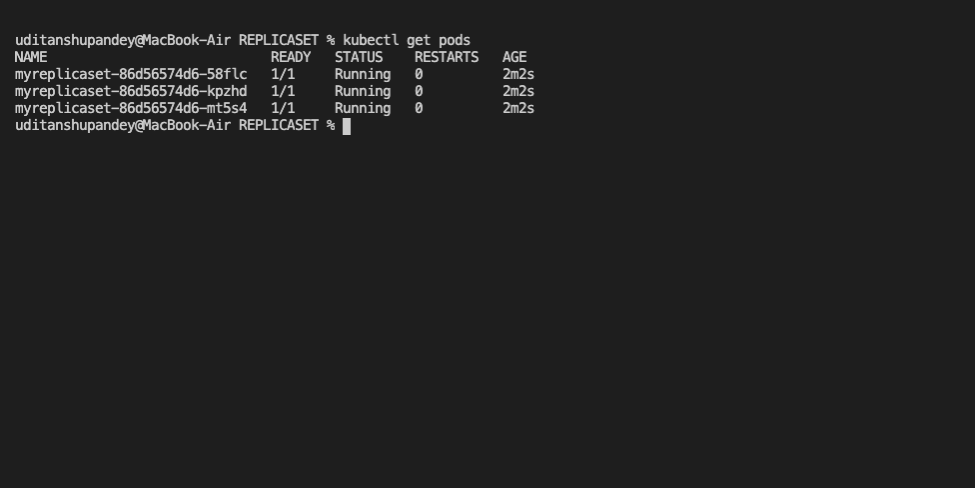 uditanshupandey@MacBook-Air REPLICASET % kubectl get pods
NAME                            READY   STATUS    RESTARTS   AGE
myreplicaset-86d56574d6-58flc   1/1     Running   0          2m2s
myreplicaset-86d56574d6-kpzhd   1/1     Running   0          2m2s
myreplicaset-86d56574d6-mt5s4   1/1     Running   0          2m2s
uditanshupandey@MacBook-Air REPLICASET %